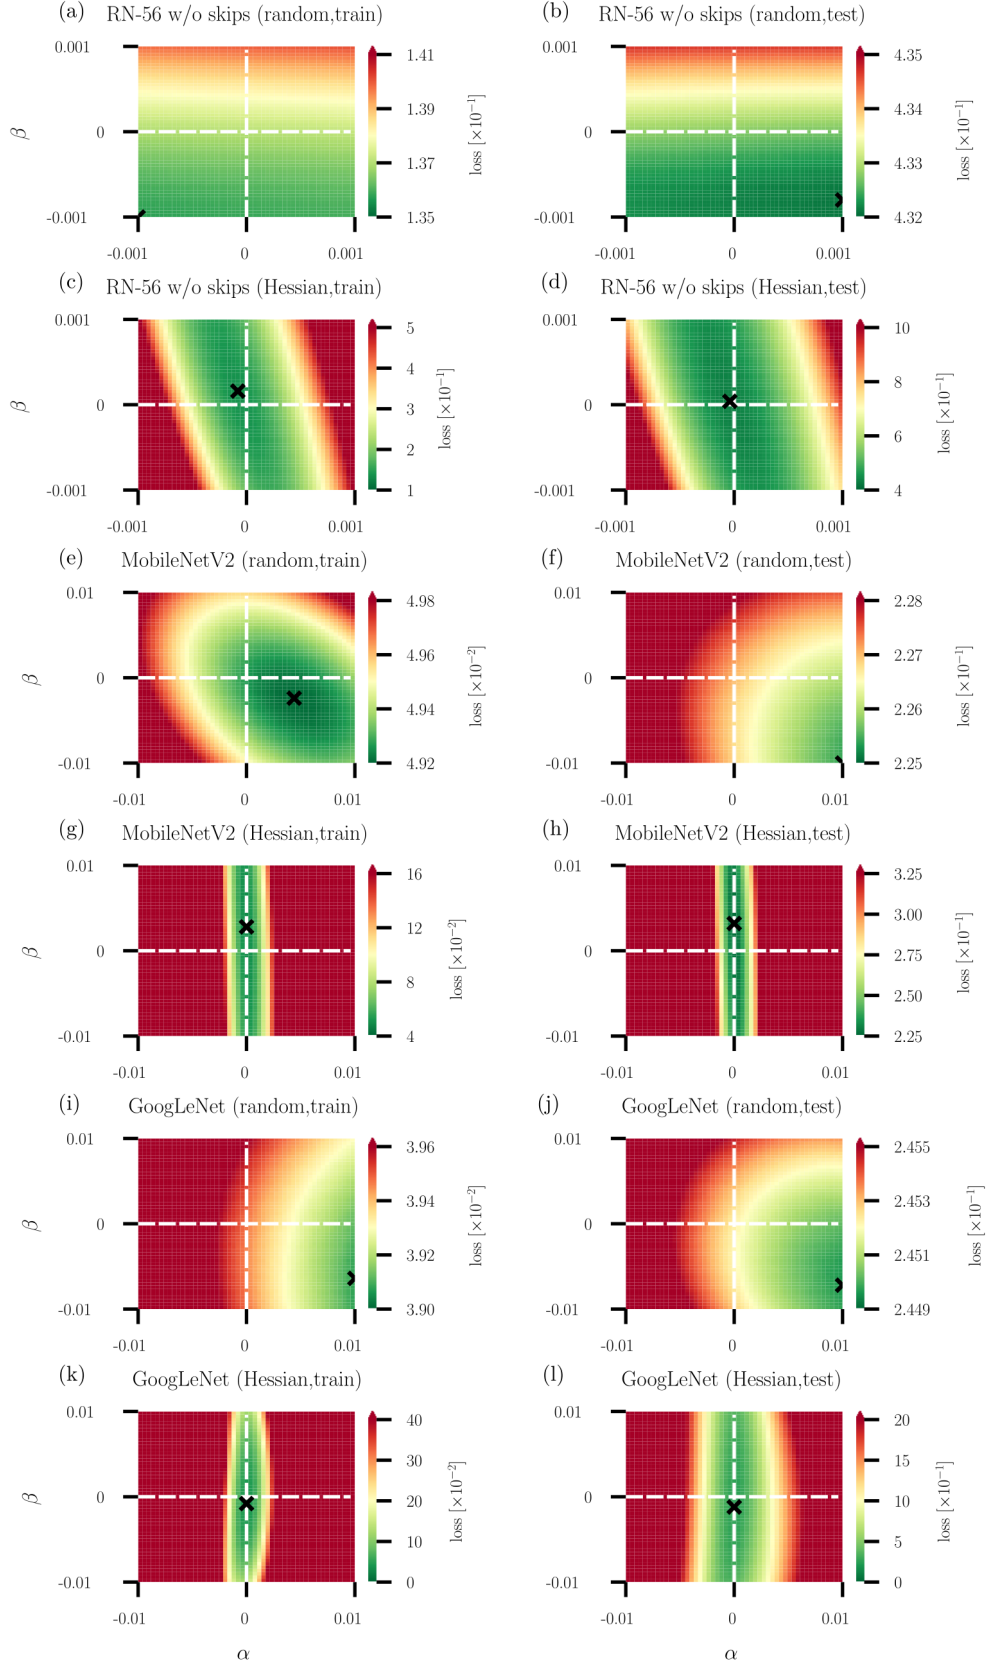 (a) RN-56 w/o skips (random,train)
0.001
0
-0.001
β
-0.001 0 0.001
1.41
1.39
1.37
1.35
loss [×10⁻¹]
(b) RN-56 w/o skips (random,test)
0.001
0
-0.001
-0.001 0 0.001
4.35
4.34
4.33
4.32
loss [×10⁻¹]
(c) RN-56 w/o skips (Hessian,train)
0.001
0
-0.001
β
-0.001 0 0.001
5
4
3
2
1
loss [×10⁻¹]
(d) RN-56 w/o skips (Hessian,test)
0.001
0
-0.001
-0.001 0 0.001
10
8
6
4
loss [×10⁻¹]
(e) MobileNetV2 (random,train)
0.01
0
-0.01
β
-0.01 0 0.01
4.98
4.96
4.94
4.92
loss [×10⁻²]
(f) MobileNetV2 (random,test)
0.01
0
-0.01
-0.01 0 0.01
2.28
2.27
2.26
2.25
loss [×10⁻¹]
(g) MobileNetV2 (Hessian,train)
0.01
0
-0.01
β
-0.01 0 0.01
16
12
8
4
loss [×10⁻²]
(h) MobileNetV2 (Hessian,test)
0.01
0
-0.01
-0.01 0 0.01
3.25
3.00
2.75
2.50
2.25
loss [×10⁻¹]
(i) GoogLeNet (random,train)
0.01
0
-0.01
β
-0.01 0 0.01
3.96
3.94
3.92
3.90
loss [×10⁻²]
(j) GoogLeNet (random,test)
0.01
0
-0.01
-0.01 0 0.01
2.455
2.453
2.451
2.449
loss [×10⁻¹]
(k) GoogLeNet (Hessian,train)
0.01
0
-0.01
β
-0.01 0 0.01
α
40
30
20
10
0
loss [×10⁻²]
(l) GoogLeNet (Hessian,test)
0.01
0
-0.01
-0.01 0 0.01
α
20
15
10
5
0
loss [×10⁻¹]